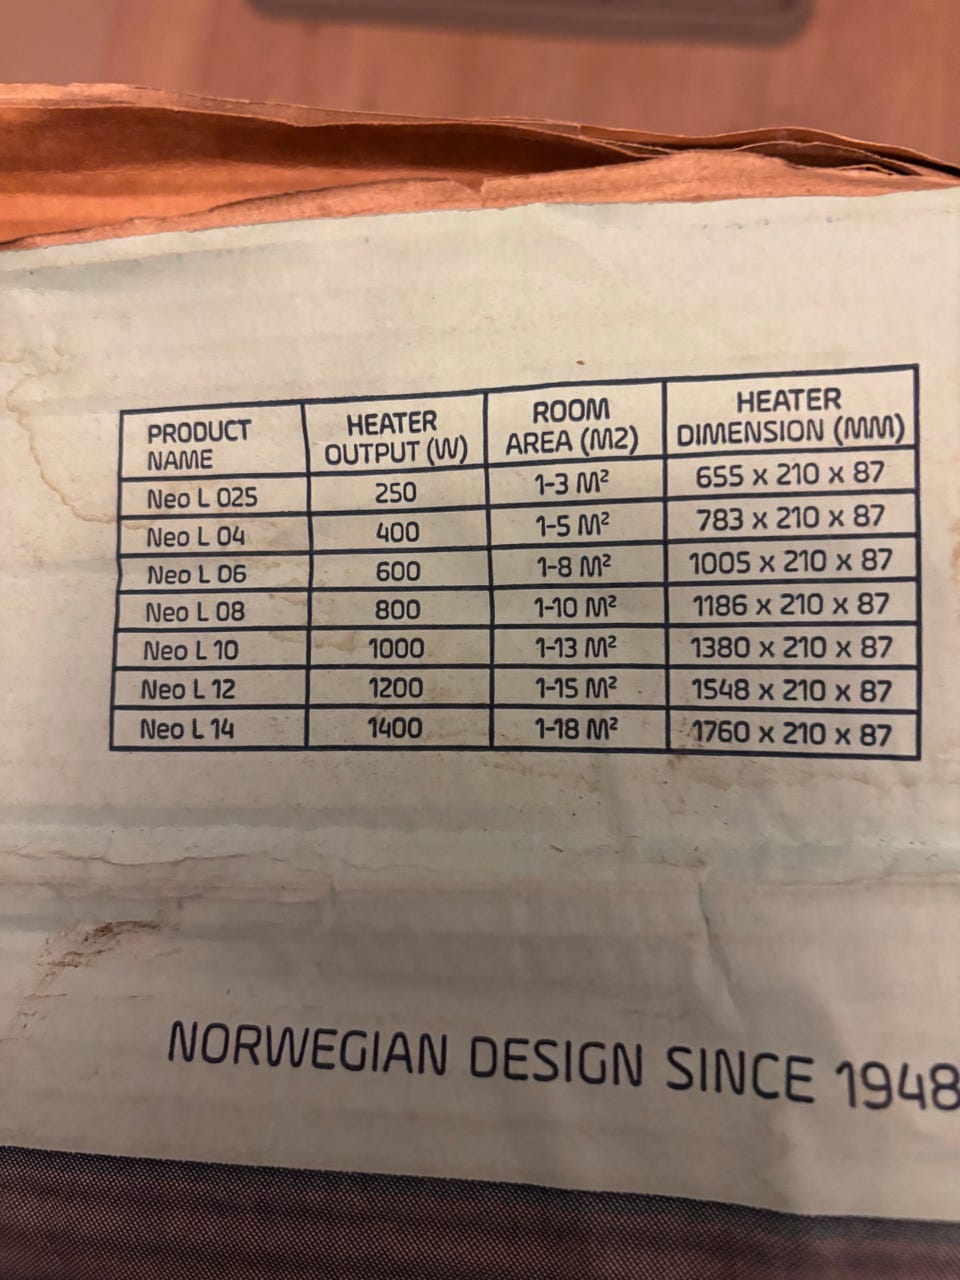 PRODUCT NAME HEATER OUTPUT (W) ROOM AREA (M2) HEATER DIMENSION (MM)
Neo L 025 250 1-3 M² 655 x 210 x 87
Neo L 04 400 1-5 M² 783 x 210 x 87
Neo L 06 600 1-8 M² 1005 x 210 x 87
Neo L 08 800 1-10 M² 1186 x 210 x 87
Neo L 10 1000 1-13 M² 1380 x 210 x 87
Neo L 12 1200 1-15 M² 1548 x 210 x 87
Neo L 14 1400 1-18 M² 1760 x 210 x 87
NORWEGIAN DESIGN SINCE 1948